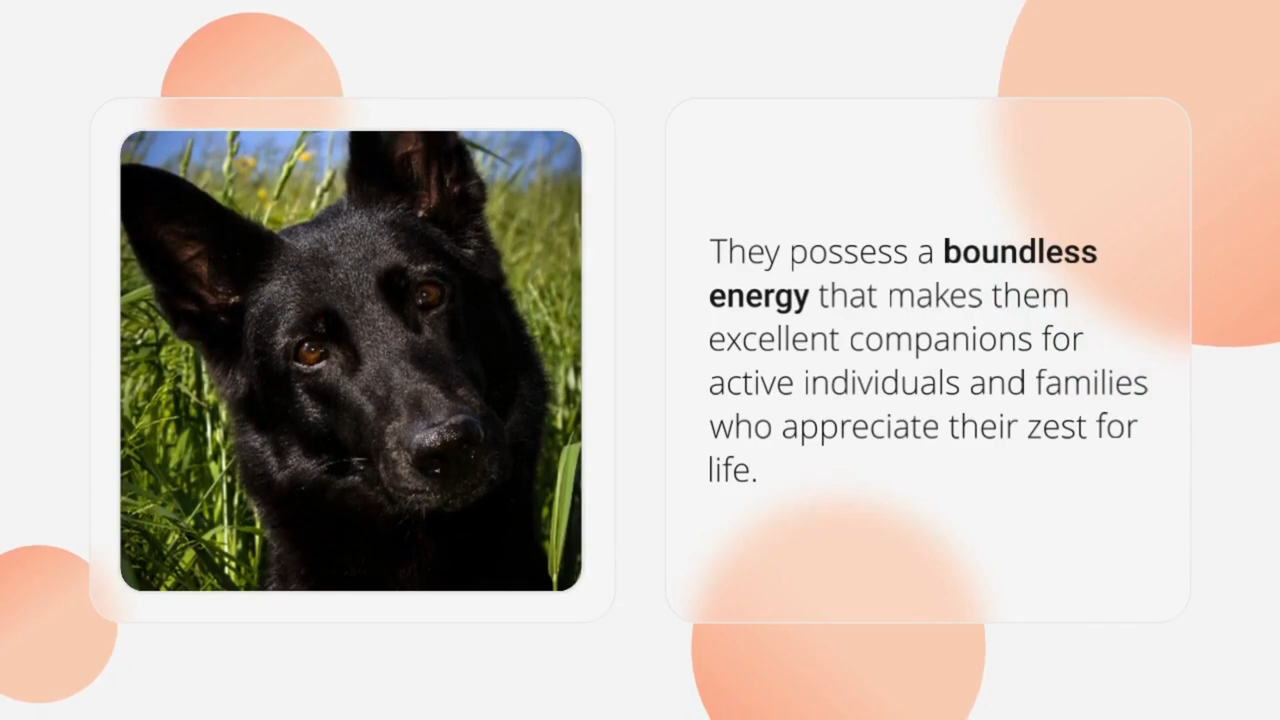 They possess a boundless
energy that makes them
excellent companions for
active individuals and families
who appreciate their zest for
life.